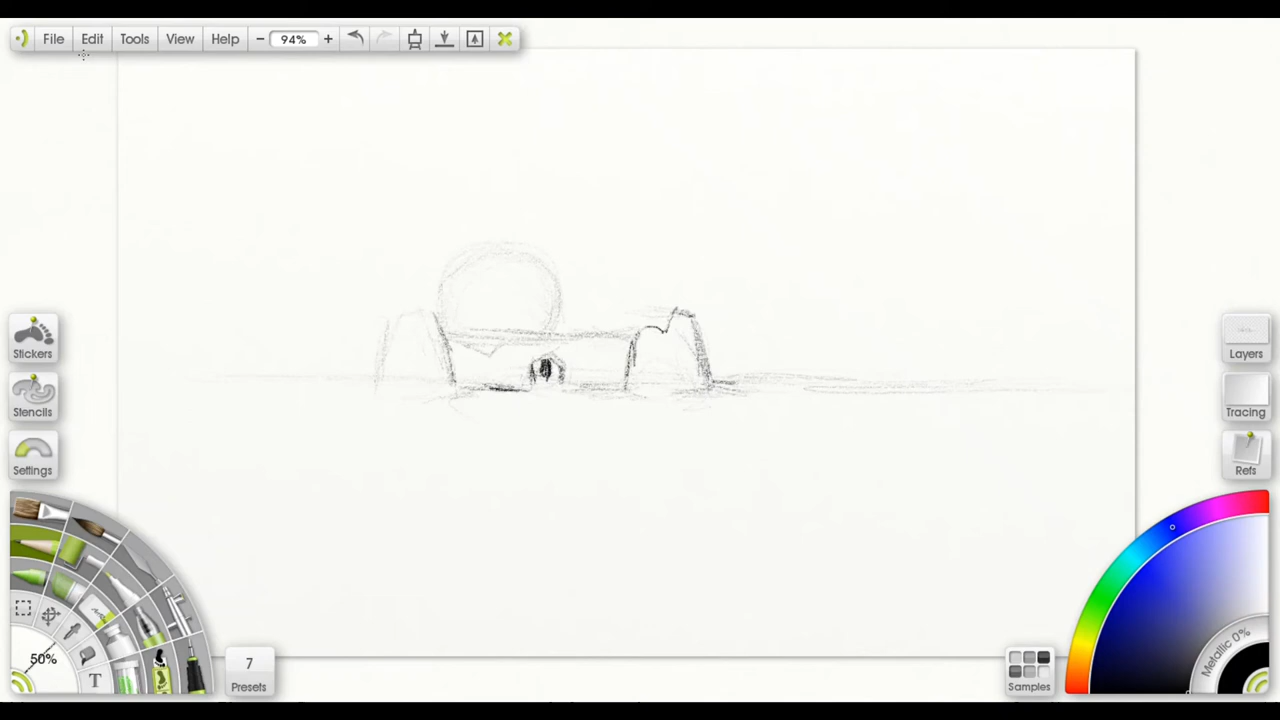 File Edit Tools View Help − 94% +
Stickers
Stencils
Settings
50%
T
7
Presets
Layers
Tracing
Refs
Samples
Metallic 0%